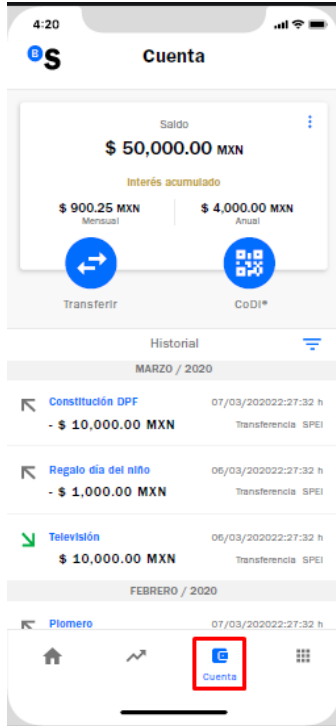 4:20
BS
Cuenta
Saldo
$ 50,000.00 MXN
Interés acumulado
$ 900.25 MXN
Mensual
$ 4,000.00 MXN
Anual
Transferir
CoDi®
Historial
MARZO / 2020
Constitución DPF
07/03/202022:27:32 h
- $ 10,000.00 MXN
Transferencia SPEI
Regalo día del niño
06/03/202022:27:32 h
- $ 1,000.00 MXN
Transferencia SPEI
Televisión
06/03/202022:27:32 h
$ 10,000.00 MXN
Transferencia SPEI
FEBRERO / 2020
Plomero
07/03/202022:27:32 h
Cuenta